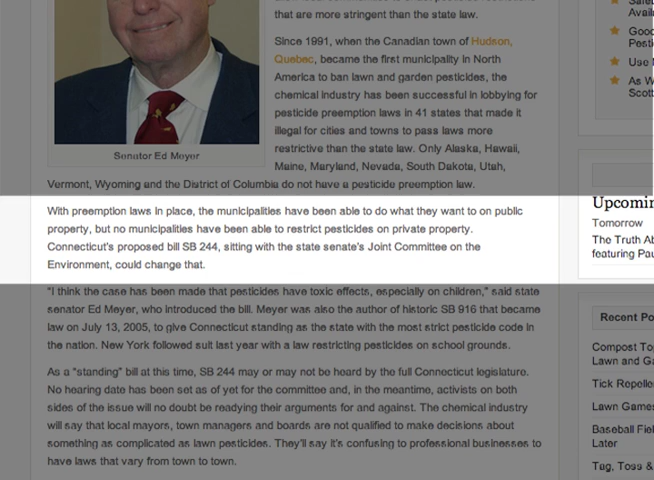 that are more stringent than the state law.
Since 1991, when the Canadian town of Hudson,
Quebec, became the first municipality in North
America to ban lawn and garden pesticides, the
chemical industry has been successful in lobbying for
pesticide preemption laws in 41 states that made it
illegal for cities and towns to pass laws more
restrictive than the state law. Only Alaska, Hawaii,
Maine, Maryland, Nevada, South Dakota, Utah,
Senator Ed Meyer
Vermont, Wyoming and the District of Columbia do not have a pesticide preemption law.
With preemption laws in place, the municipalities have been able to do what they want to on public
property, but no municipalities have been able to restrict pesticides on private property.
Connecticut's proposed bill SB 244, sitting with the state senate's Joint Committee on the
Environment, could change that.
"I think the case has been made that pesticides have toxic effects, especially on children," said state
senator Ed Meyer, who introduced the bill. Meyer was also the author of historic SB 916 that became
law on July 13, 2005, to give Connecticut standing as the state with the most strict pesticide code in
the nation. New York followed suit last year with a law restricting pesticides on school grounds.
As a "standing" bill at this time, SB 244 may or may not be heard by the full Connecticut legislature.
No hearing date has been set as of yet for the committee and, in the meantime, activists on both
sides of the issue will no doubt be readying their arguments for and against. The chemical industry
will say that local mayors, town managers and boards are not qualified to make decisions about
something as complicated as lawn pesticides. They'll say it's confusing to professional businesses to
have laws that vary from town to town.
Avail
Good
Pesti
Use
As W
Scott
Upcomin
Tomorrow
The Truth Ab
featuring Pau
Recent Po
Compost To
Lawn and Ga
Tick Repelle
Lawn Games
Baseball Fiel
Later
Tag, Toss &